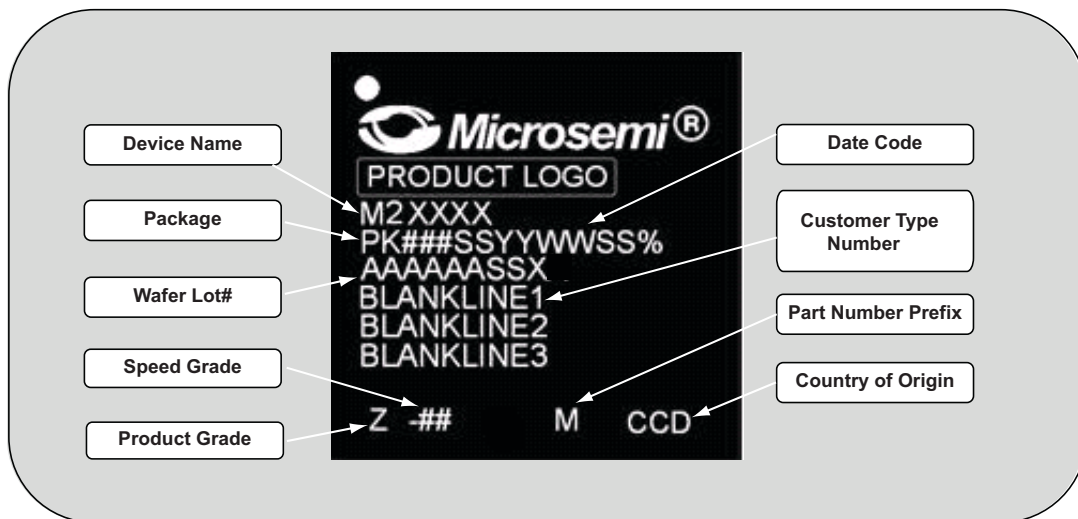 Microsemi®
PRODUCT LOGO
M2XXXX
PK###SSYYWWSS%
AAAAAASSX
BLANKLINE1
BLANKLINE2
BLANKLINE3
Z -## M CCD
Device Name
Package
Wafer Lot#
Speed Grade
Product Grade
Date Code
Customer Type
Number
Part Number Prefix
Country of Origin